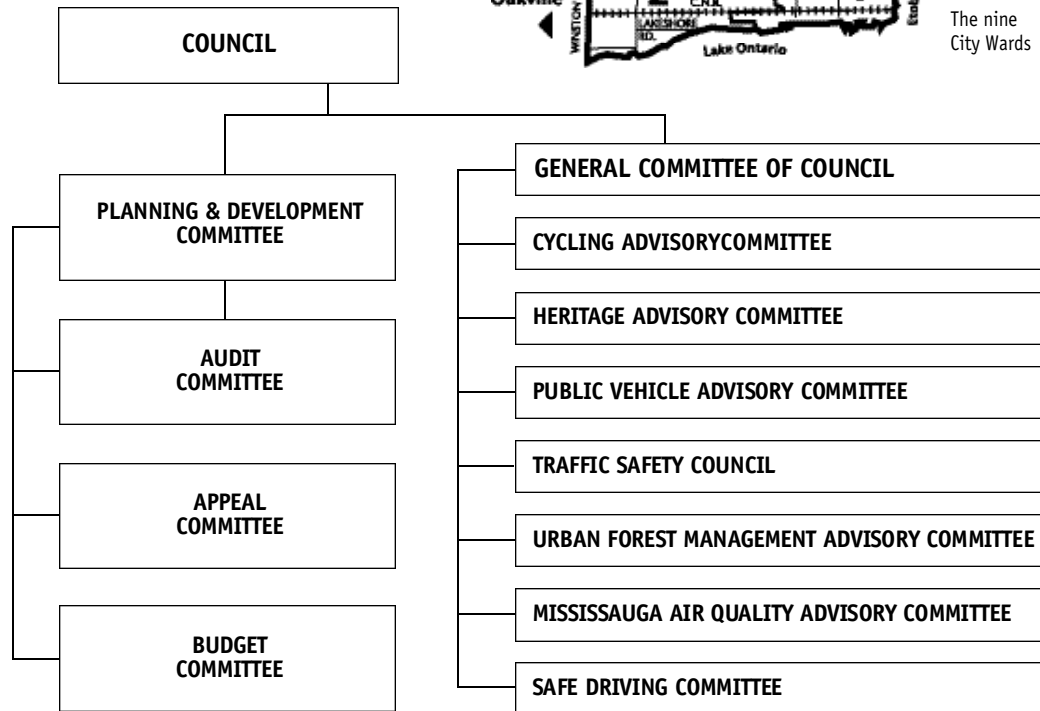 Oakville
WINSTON
C.N.R.
LAKESHORE
RD.
Lake Ontario
The nine
City Wards
COUNCIL
PLANNING & DEVELOPMENT
COMMITTEE
AUDIT
COMMITTEE
APPEAL
COMMITTEE
BUDGET
COMMITTEE
GENERAL COMMITTEE OF COUNCIL
CYCLING ADVISORYCOMMITTEE
HERITAGE ADVISORY COMMITTEE
PUBLIC VEHICLE ADVISORY COMMITTEE
TRAFFIC SAFETY COUNCIL
URBAN FOREST MANAGEMENT ADVISORY COMMITTEE
MISSISSAUGA AIR QUALITY ADVISORY COMMITTEE
SAFE DRIVING COMMITTEE